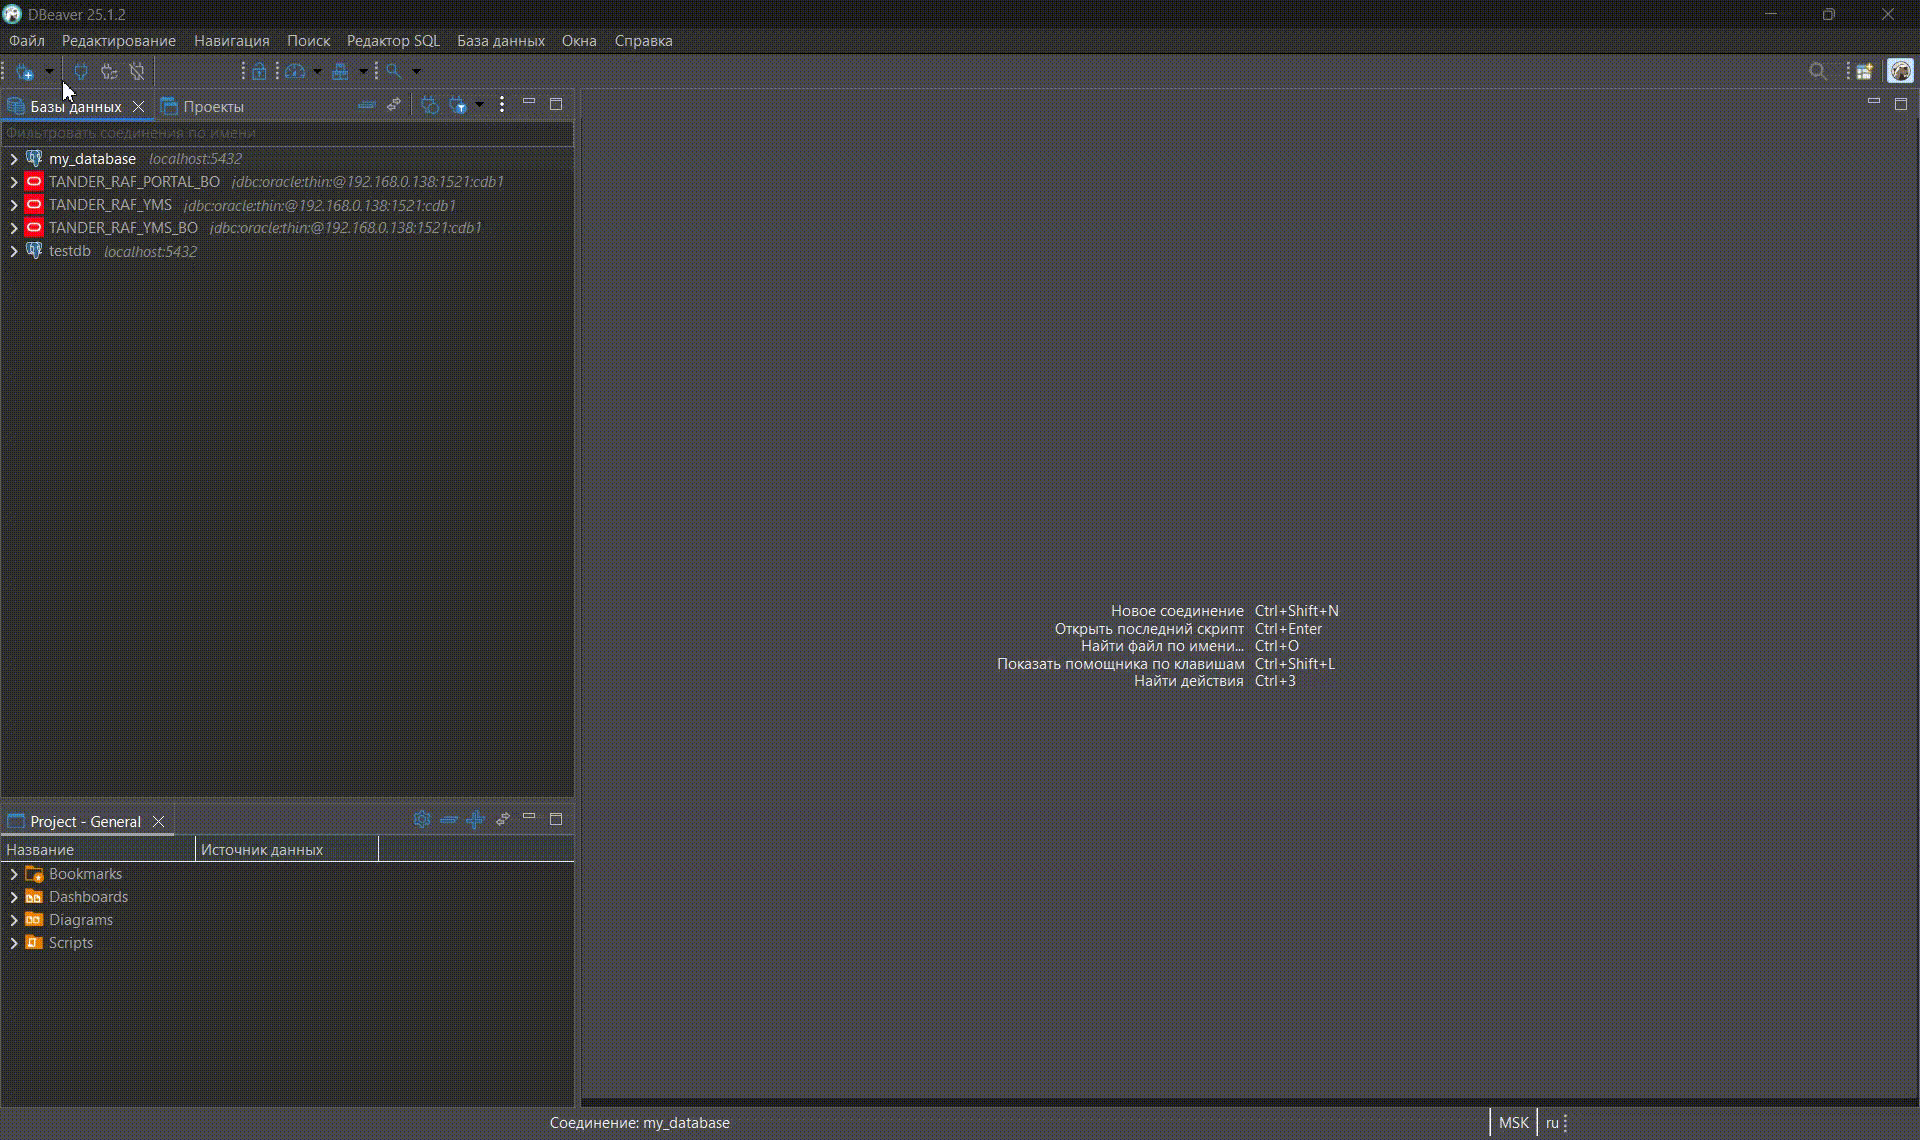 DBeaver 25.1.2
Файл Редактирование Навигация Поиск Редактор SQL База данных Окна Справка
Базы данных Проекты
Фильтровать соединения по имени
my_database localhost:5432
TANDER_RAF_PORTAL_BO jdbc:oracle:thin:@192.168.0.138:1521:cdb1
TANDER_RAF_YMS jdbc:oracle:thin:@192.168.0.138:1521:cdb1
TANDER_RAF_YMS_BO jdbc:oracle:thin:@192.168.0.138:1521:cdb1
testdb localhost:5432
Новое соединение Ctrl+Shift+N
Открыть последний скрипт Ctrl+Enter
Найти файл по имени... Ctrl+O
Показать помощника по клавишам Ctrl+Shift+L
Найти действия Ctrl+3
Project - General
Название Источник данных
Bookmarks
Dashboards
Diagrams
Scripts
Соединение: my_database MSK ru